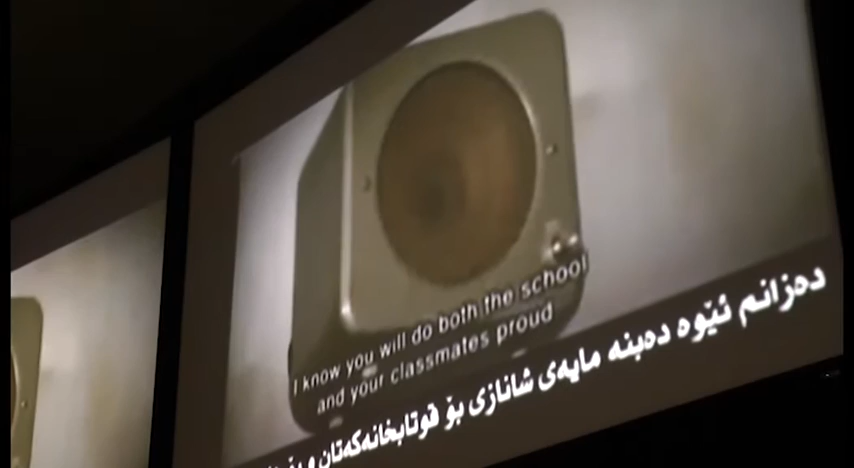 I know you will do both the school
and your classmates proud
دەزانم ئێوە دەبنە مایەی شانازی بۆ قوتابخانەکەتان و